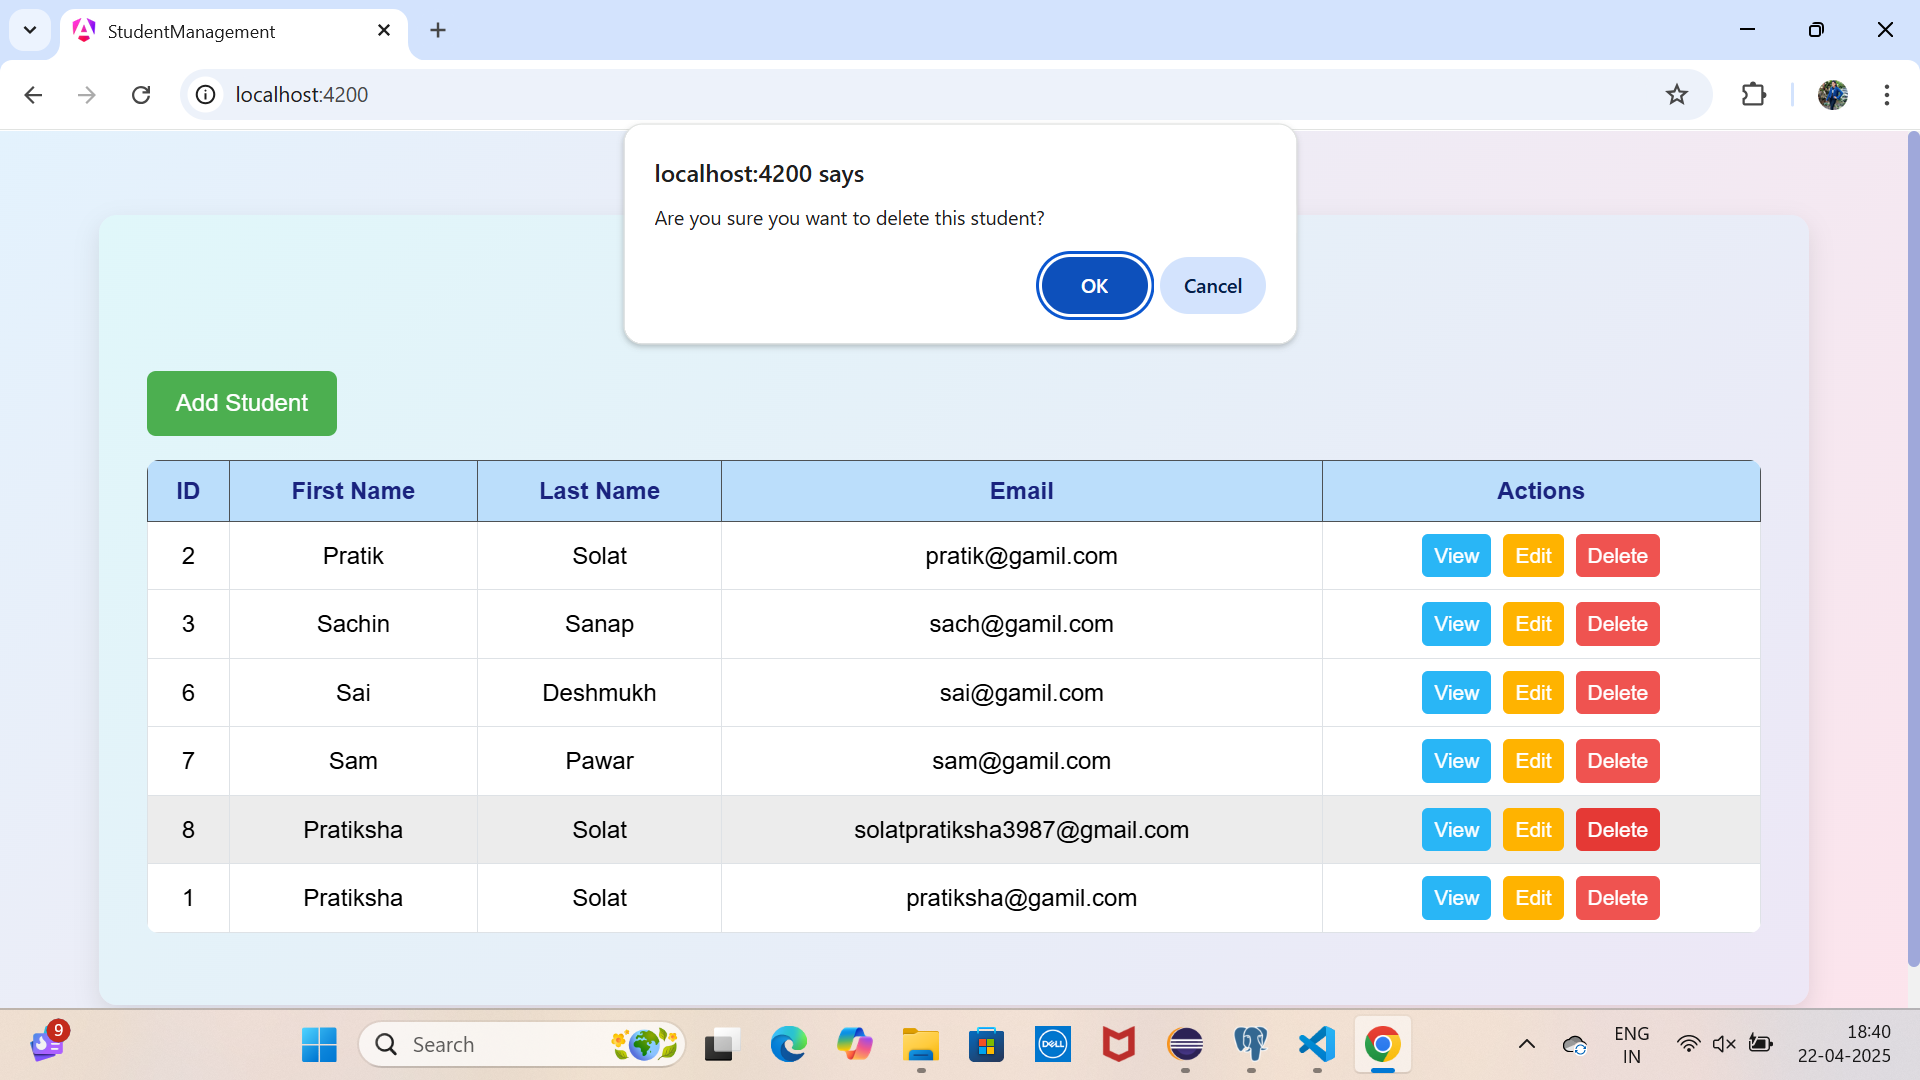 StudentManagement
localhost:4200
localhost:4200 says
Are you sure you want to delete this student?
OK Cancel
Add Student
ID First Name Last Name Email Actions
2 Pratik Solat pratik@gamil.com View Edit Delete
3 Sachin Sanap sach@gamil.com View Edit Delete
6 Sai Deshmukh sai@gamil.com View Edit Delete
7 Sam Pawar sam@gamil.com View Edit Delete
8 Pratiksha Solat solatpratiksha3987@gmail.com View Edit Delete
1 Pratiksha Solat pratiksha@gamil.com View Edit Delete
9 Search DELL ENG 18:40
IN 22-04-2025